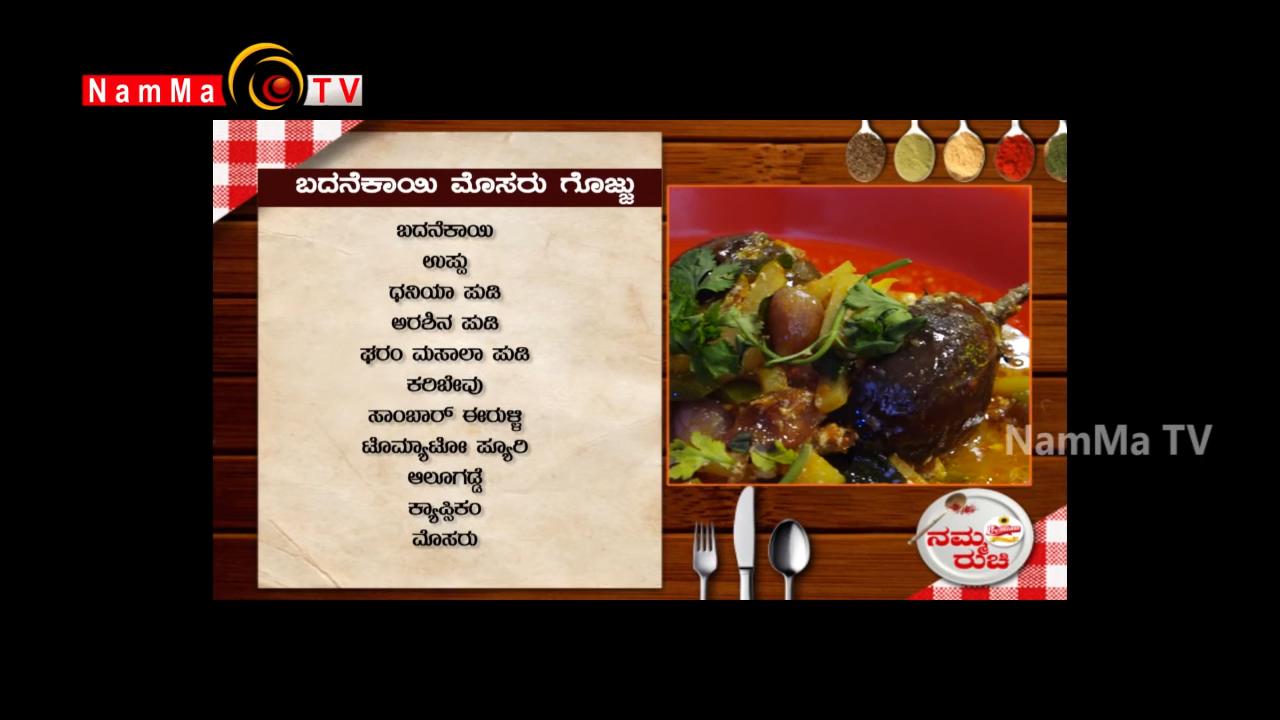 NamMa TV
ಬದನೆಕಾಯಿ ಮೊಸರು ಗೊಜ್ಜು
ಬದನೆಕಾಯಿ
ಉಪ್ಪು
ಧನಿಯಾ ಪುಡಿ
ಅರಶಿನ ಪುಡಿ
ಘರಂ ಮಸಾಲಾ ಪುಡಿ
ಕರಿಬೇವು
ಸಾಂಬಾರ್ ಈರುಳ್ಳಿ
ಟೊಮ್ಯಾಟೋ ಪ್ಯೂರಿ
ಆಲೂಗಡ್ಡೆ
ಕ್ಯಾಪ್ಸಿಕಂ
ಮೊಸರು
NamMa TV
ನಮ್ಮ
ರುಚಿ